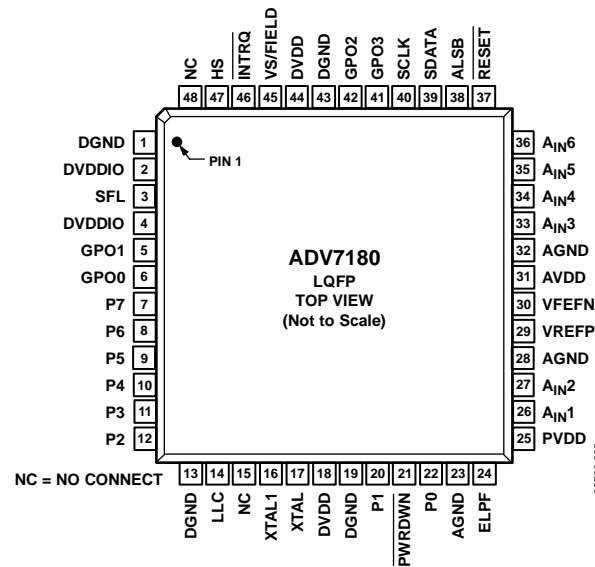 NC
HS
INTRQ
VS/FIELD
DVDD
DGND
GPO2
GPO3
SCLK
SDATA
ALSB
RESET
48 47 46 45 44 43 42 41 40 39 38 37
DGND 1
DVDDIO 2
SFL 3
DVDDIO 4
GPO1 5
GPO0 6
P7 7
P6 8
P5 9
P4 10
P3 11
P2 12
PIN 1
ADV7180
LQFP
TOP VIEW
(Not to Scale)
36 AIN6
35 AIN5
34 AIN4
33 AIN3
32 AGND
31 AVDD
30 VFEFN
29 VREFP
28 AGND
27 AIN2
26 AIN1
25 PVDD
NC = NO CONNECT
13 14 15 16 17 18 19 20 21 22 23 24
DGND
LLC
NC
XTAL1
XTAL
DVDD
DGND
P1
PWRDWN
P0
AGND
ELPF